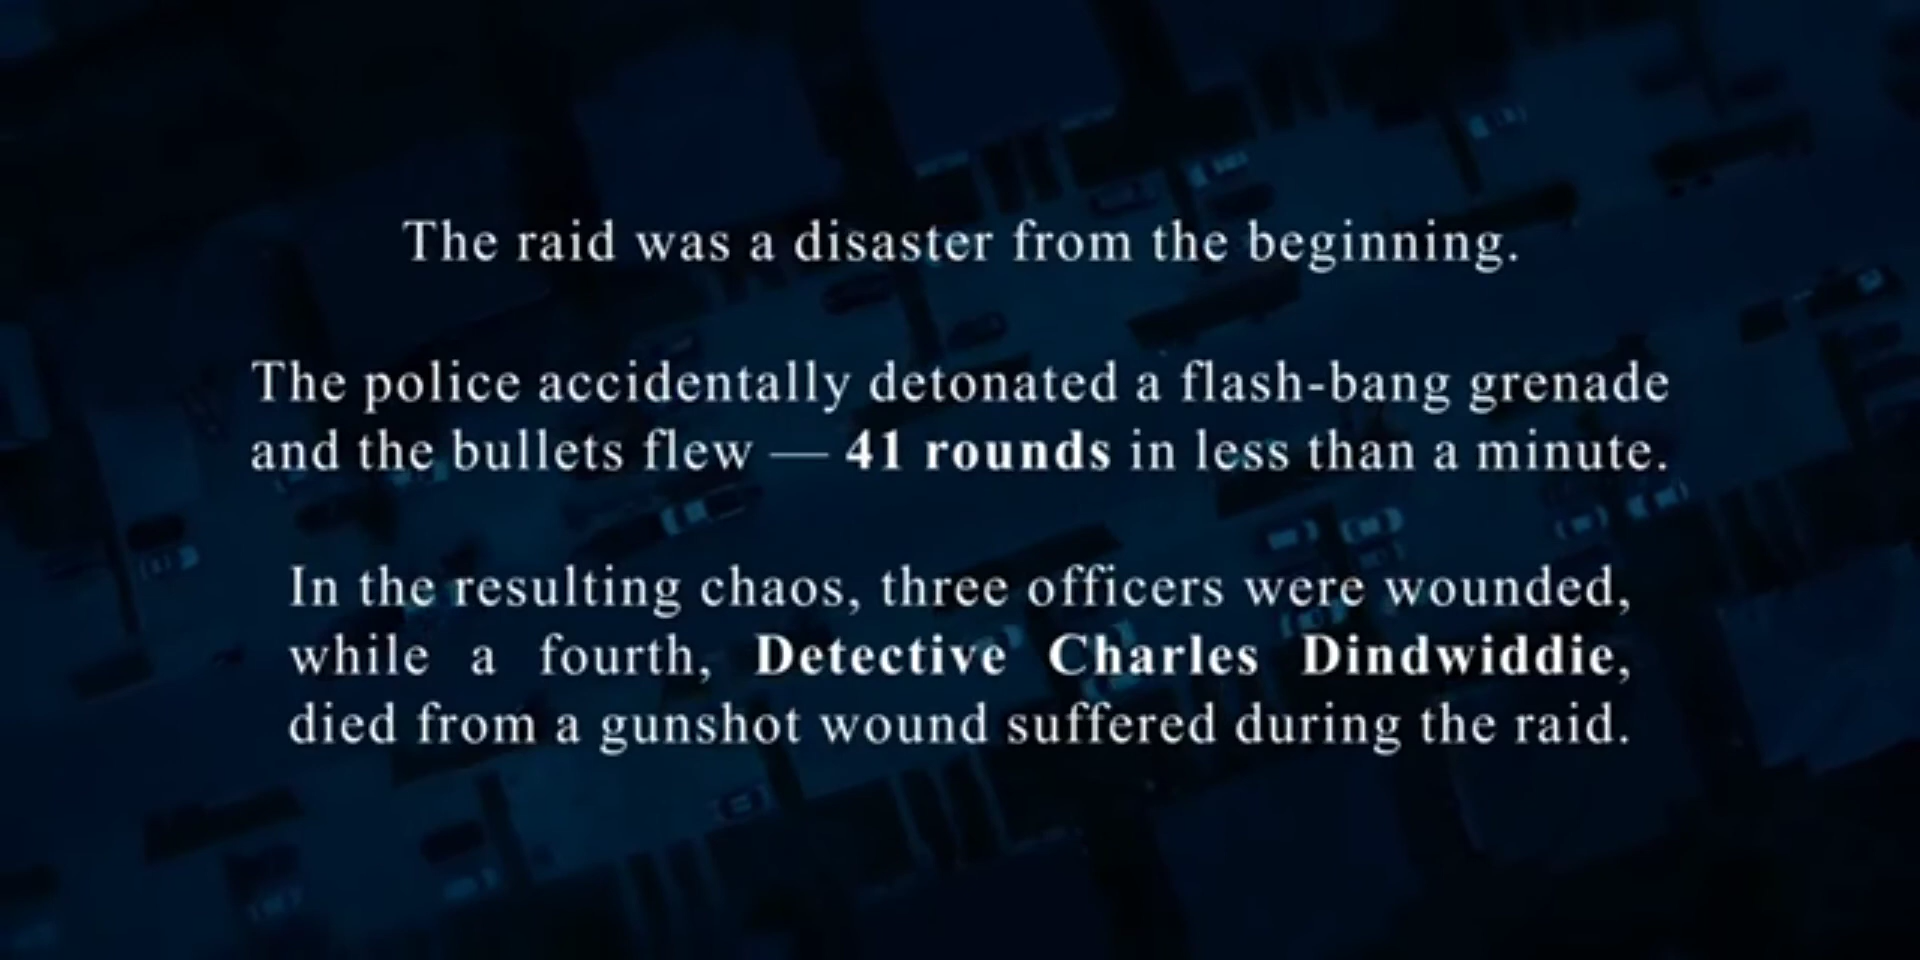 The raid was a disaster from the beginning.
The police accidentally detonated a flash-bang grenade
and the bullets flew — 41 rounds in less than a minute.
In the resulting chaos, three officers were wounded,
while a fourth, Detective Charles Dindwiddie,
died from a gunshot wound suffered during the raid.